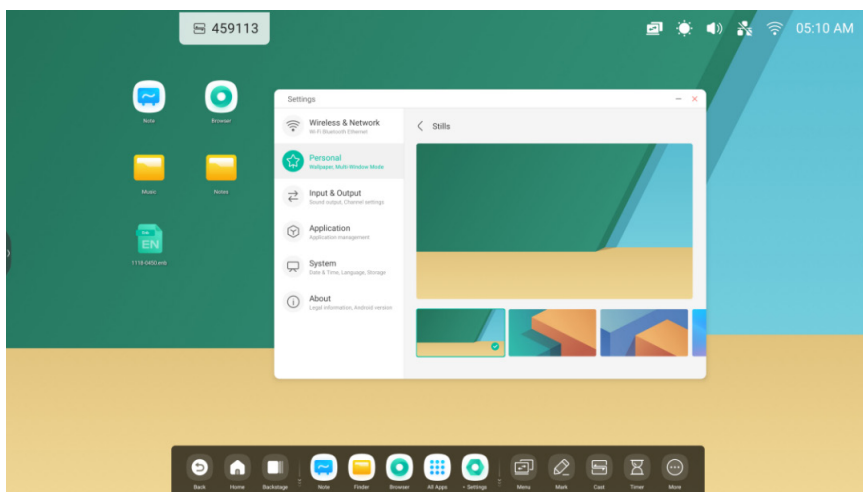 459113
05:10 AM
Note
Browser
Music
Notes
EN
1118-0450.enb
Settings
Wireless & Network
Wi-Fi Bluetooth Ethernet
Personal
Wallpaper, Multi-Window Mode
Input & Output
Sound output, Channel settings
Application
Application management
System
Date & Time, Language, Storage
About
Legal information, Android version
Stills
Back
Home
Backstage
Note
Finder
Browser
All Apps
Settings
Menu
Mark
Cast
Timer
More